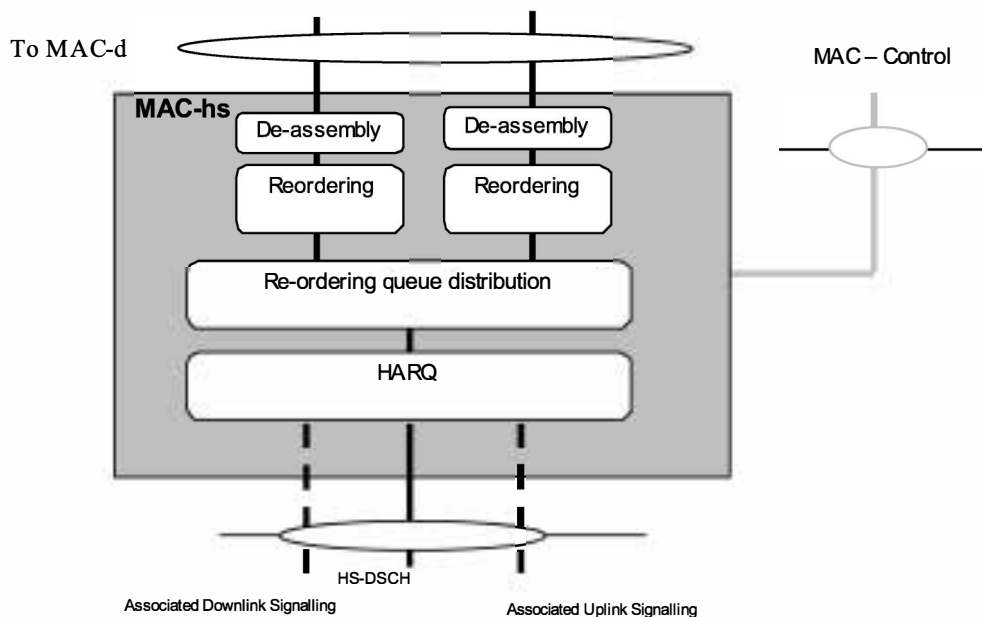 To MAC-d
MAC – Control
MAC-hs
De-assembly
De-assembly
Reordering
Reordering
Re-ordering queue distribution
HARQ
HS-DSCH
Associated Downlink Signalling
Associated Uplink Signalling